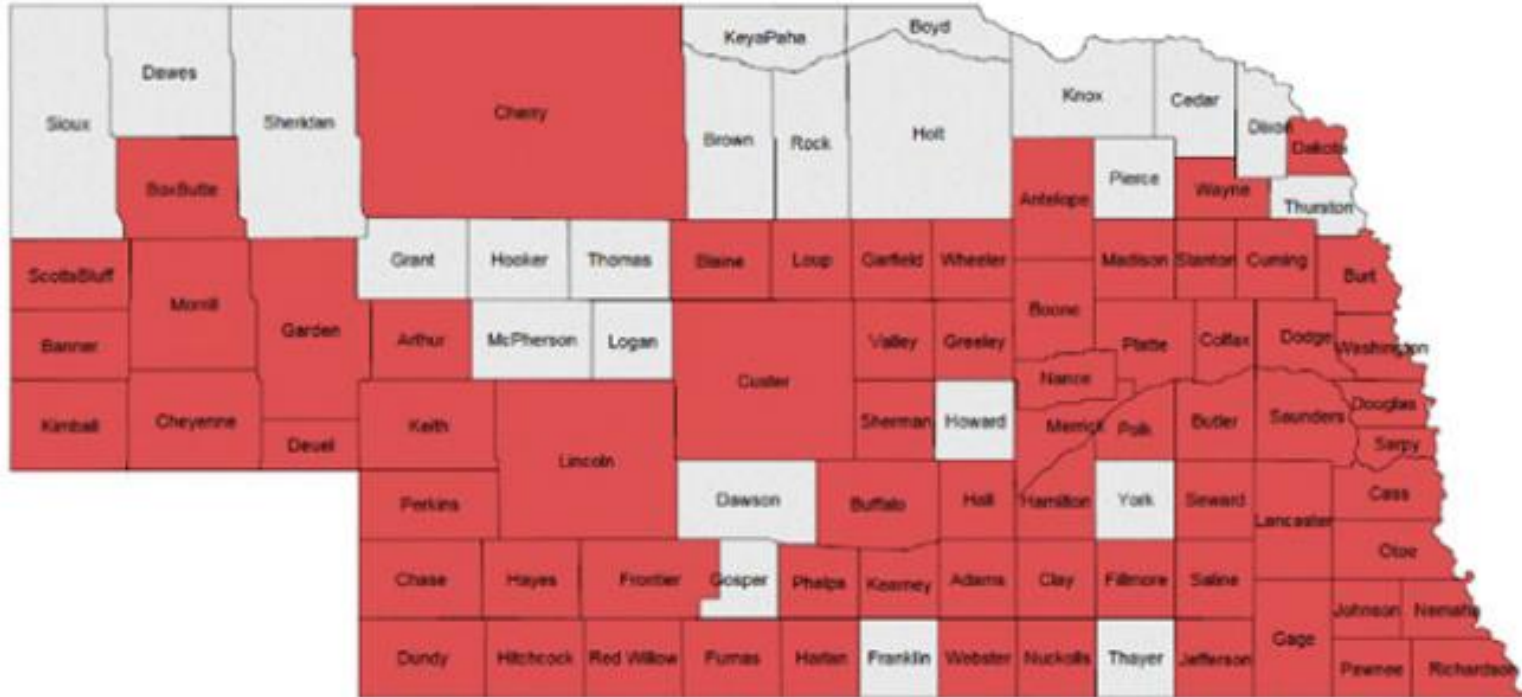 KeyaPaha
Boyd
Dawes
Knox
Cedar
Sioux
Sheridan
Cherry
Dixon
Holt
Brown
Rock
Dakota
Pierce
BoxButte
Antelope
Wayne
Thurston
Grant
Hooker
Thomas
Blaine
Loup
Garfield
Wheeler
Madison
Stanton
Cuming
ScottsBluff
Burt
Morrill
Boone
Garden
Banner
Arthur
McPherson
Logan
Valley
Greeley
Platte
Colfax
Dodge
Washington
Custer
Nance
Douglas
Kimball
Cheyenne
Keith
Sherman
Howard
Merrick
Polk
Butler
Saunders
Deuel
Sarpy
Lincoln
Perkins
Dawson
Buffalo
Hall
Hamilton
York
Seward
Cass
Lancaster
Otoe
Chase
Hayes
Frontier
Gosper
Phelps
Kearney
Adams
Clay
Fillmore
Saline
Johnson
Nemaha
Gage
Dundy
Hitchcock
Red Willow
Furnas
Harlan
Franklin
Webster
Nuckolls
Thayer
Jefferson
Pawnee
Richardson